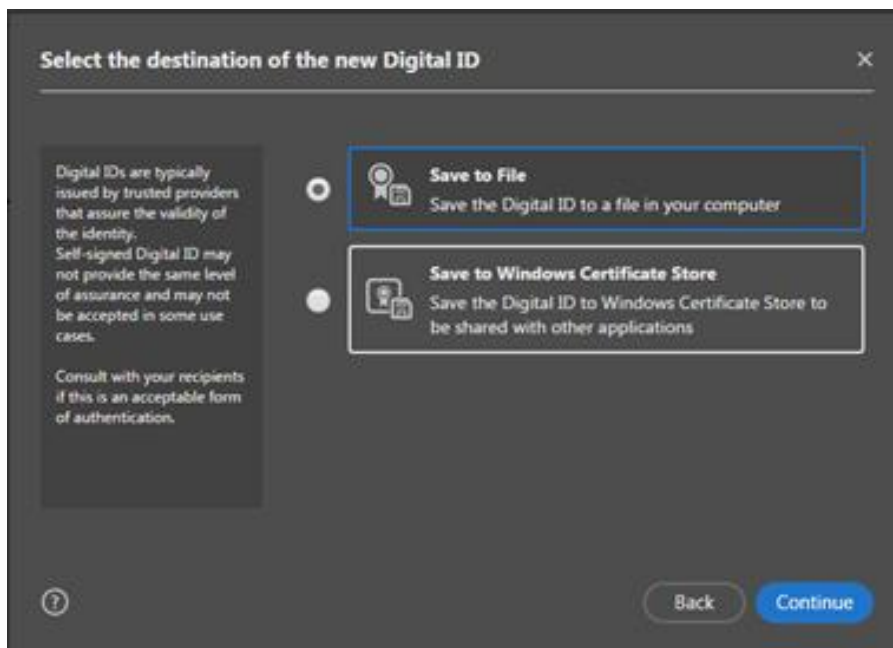 Select the destination of the new Digital ID
Digital IDs are typically
issued by trusted providers
that assure the validity of
the identity.
Self-signed Digital ID may
not provide the same level
of assurance and may not
be accepted in some use
cases.
Consult with your recipients
if this is an acceptable form
of authentication.
Save to File
Save the Digital ID to a file in your computer
Save to Windows Certificate Store
Save the Digital ID to Windows Certificate Store to
be shared with other applications
?
Back
Continue